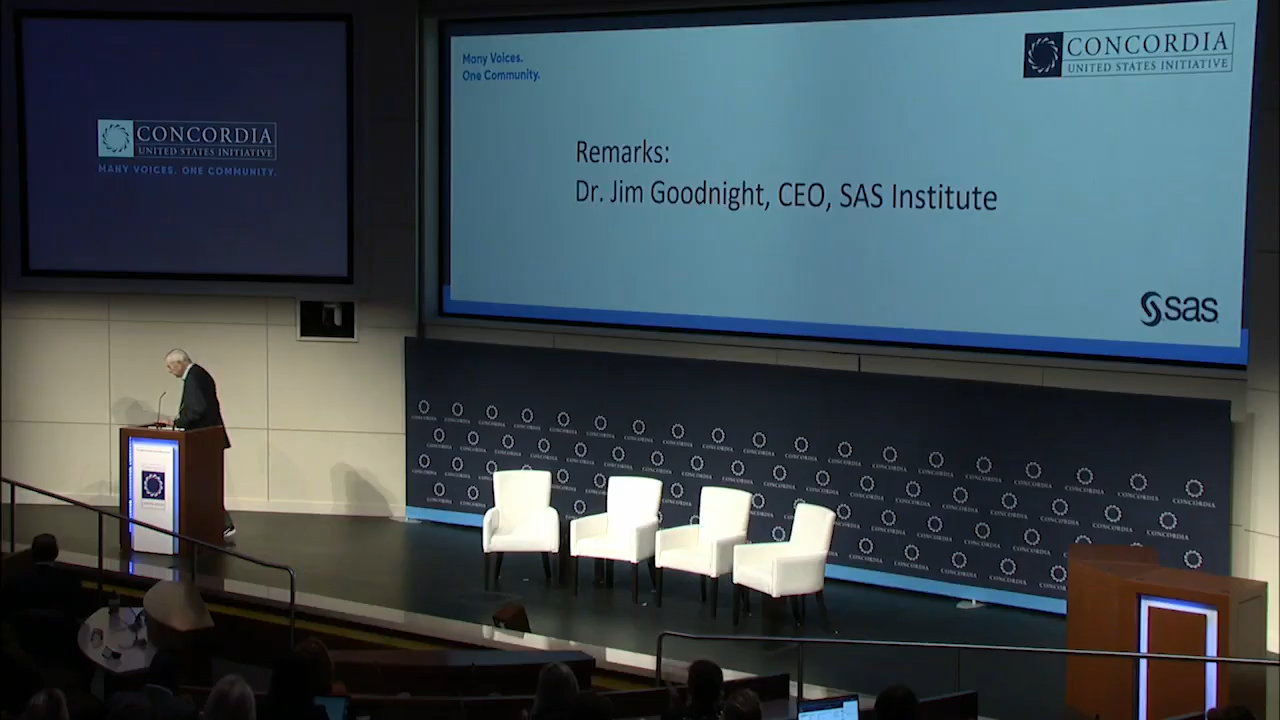 CONCORDIA
UNITED STATES INITIATIVE
MANY VOICES. ONE COMMUNITY.
Many Voices.
One Community.
CONCORDIA
UNITED STATES INITIATIVE
Remarks:
Dr. Jim Goodnight, CEO, SAS Institute
sas
CONCORDIA